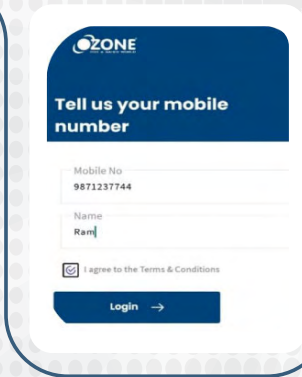 OZONE
Tell us your mobile
number
Mobile No
9871237744
Name
Ram
I agree to the Terms & Conditions
Login →